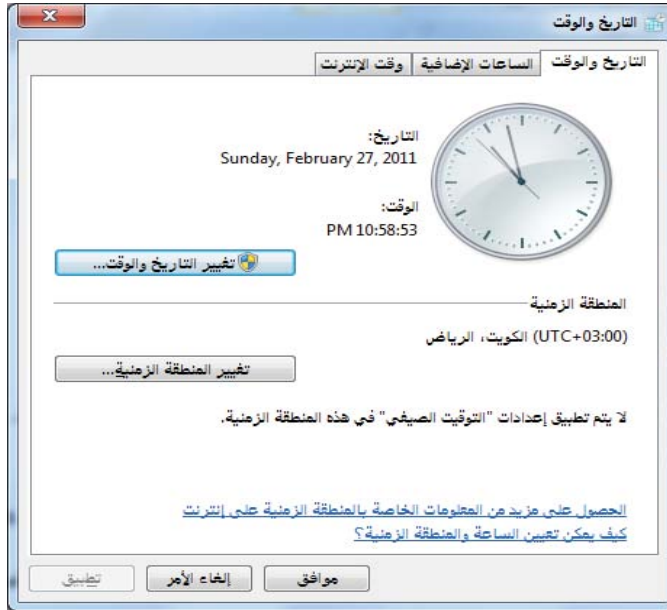 التاريخ والوقت
التاريخ والوقت الساعات الإضافية وقت الإنترنت
التاريخ:
Sunday, February 27, 2011
الوقت:
PM 10:58:53
تغيير التاريخ والوقت...
المنطقة الزمنية
(UTC+03:00) الكويت، الرياض
تغيير المنطقة الزمنية...
لا يتم تطبيق إعدادات "التوقيت الصيفي" في هذه المنطقة الزمنية.
الحصول على مزيد من المعلومات الخاصة بالمنطقة الزمنية على إنترنت
كيف يمكن تعيين الساعة والمنطقة الزمنية؟
موافق إلغاء الأمر تطبيق